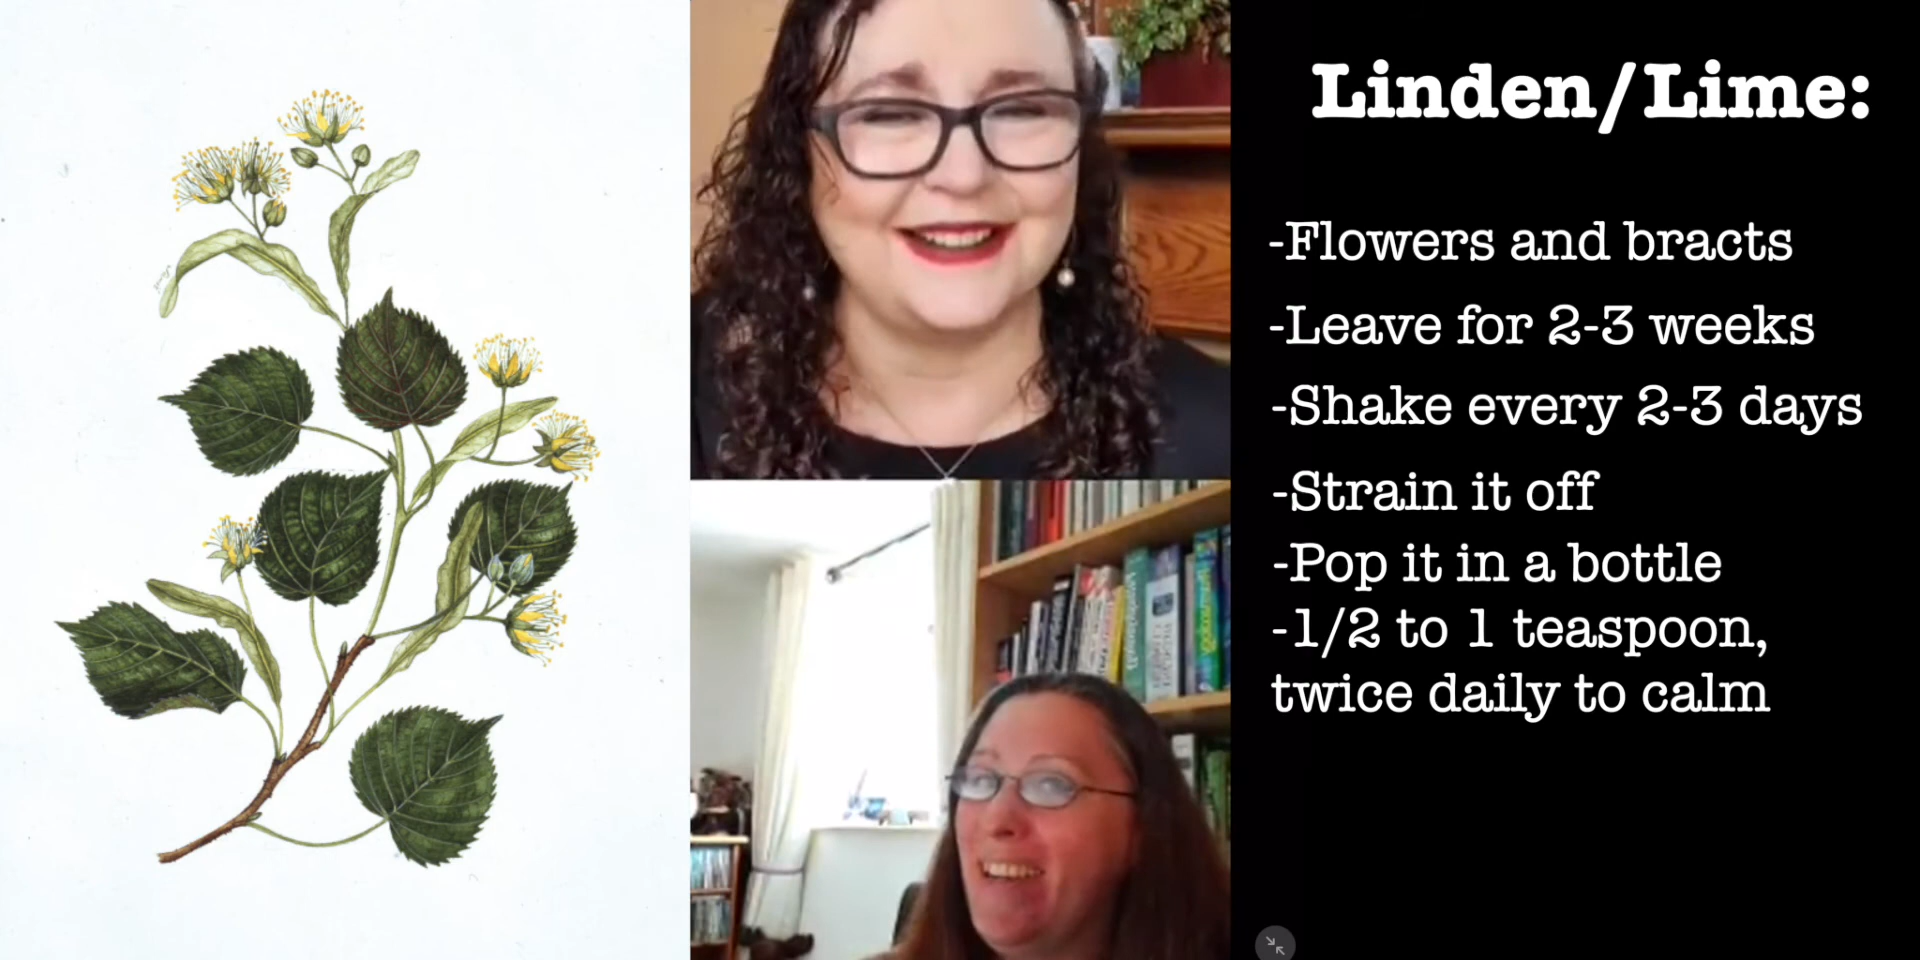 Linden/Lime:
-Flowers and bracts
-Leave for 2-3 weeks
-Shake every 2-3 days
-Strain it off
-Pop it in a bottle
-1/2 to 1 teaspoon,
twice daily to calm